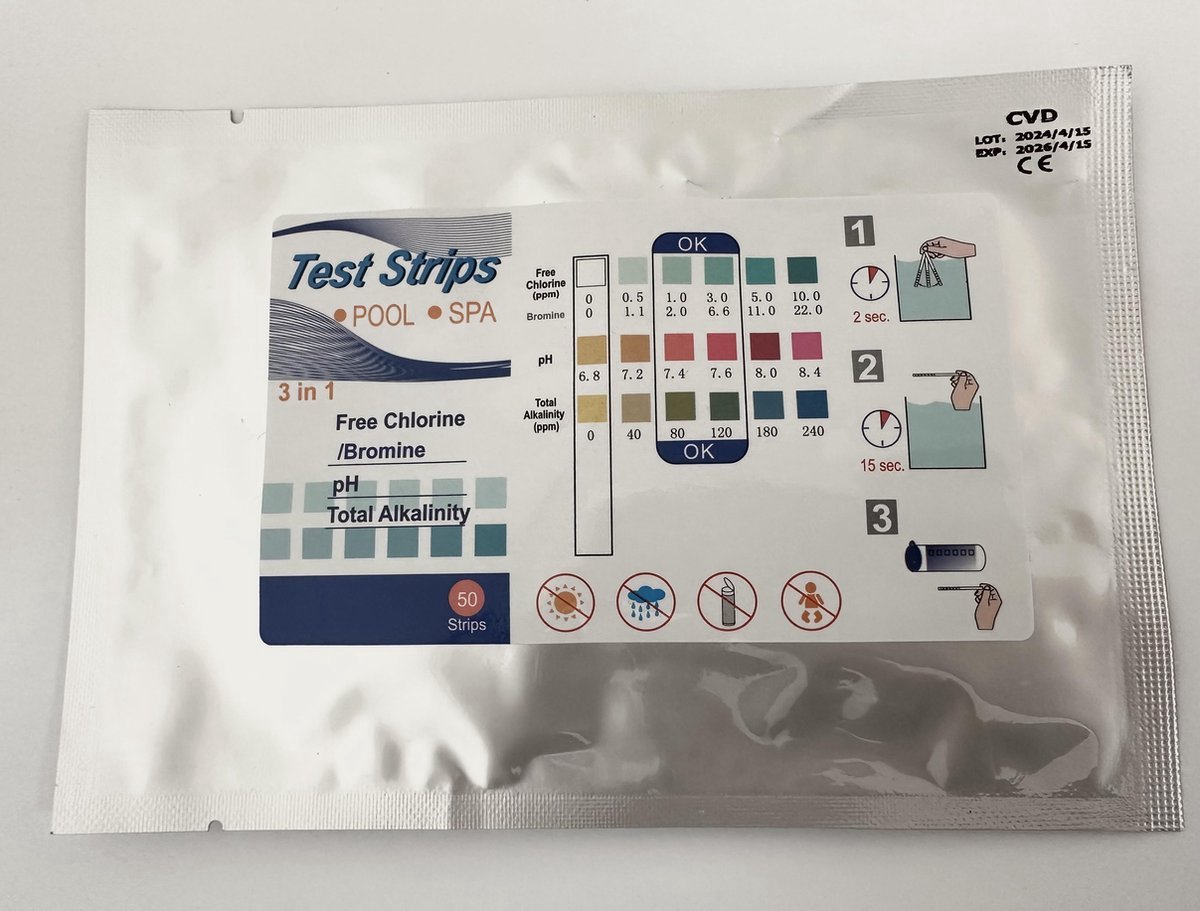 CVD
LOT: 2024/4/15
EXP: 2026/4/15
CE
Test Strips
• POOL • SPA
3 in 1
Free Chlorine
/Bromine
pH
Total Alkalinity
50
Strips
OK
Free
Chlorine
(ppm)
0 0.5 1.0 3.0 5.0 10.0
Bromine 0 1.1 2.0 6.6 11.0 22.0
pH
6.8 7.2 7.4 7.6 8.0 8.4
Total
Alkalinity
(ppm)
0 40 80 120 180 240
OK
1
2 sec.
2
15 sec.
3